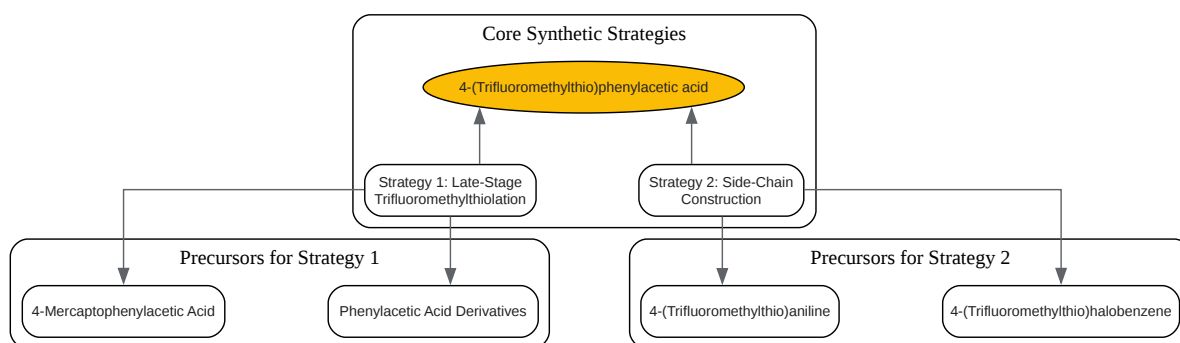 Core Synthetic Strategies
4-(Trifluoromethylthio)phenylacetic acid
Strategy 1: Late-Stage
Trifluoromethylthiolation
Strategy 2: Side-Chain
Construction
Precursors for Strategy 1
4-Mercaptophenylacetic Acid
Phenylacetic Acid Derivatives
Precursors for Strategy 2
4-(Trifluoromethylthio)aniline
4-(Trifluoromethylthio)halobenzene